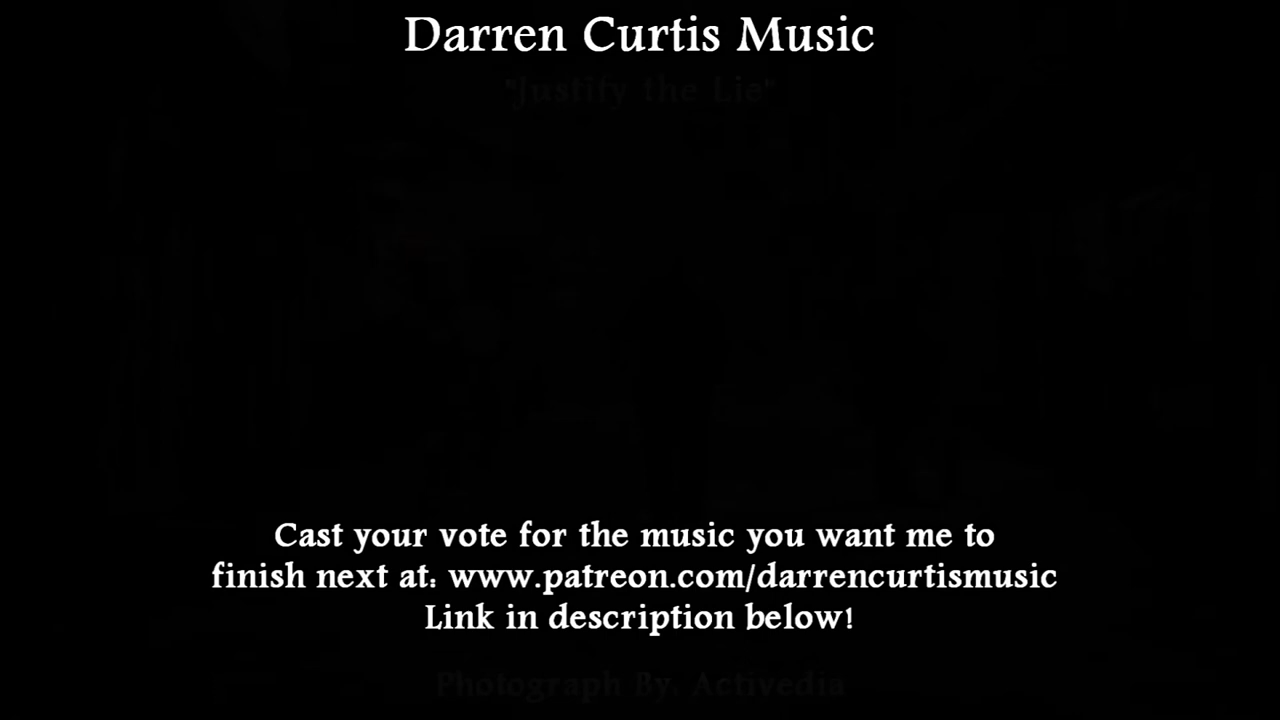 Darren Curtis Music
"Justify the Lie"
Cast your vote for the music you want me to
finish next at: www.patreon.com/darrencurtismusic
Link in description below!
Photograph By: Activedia